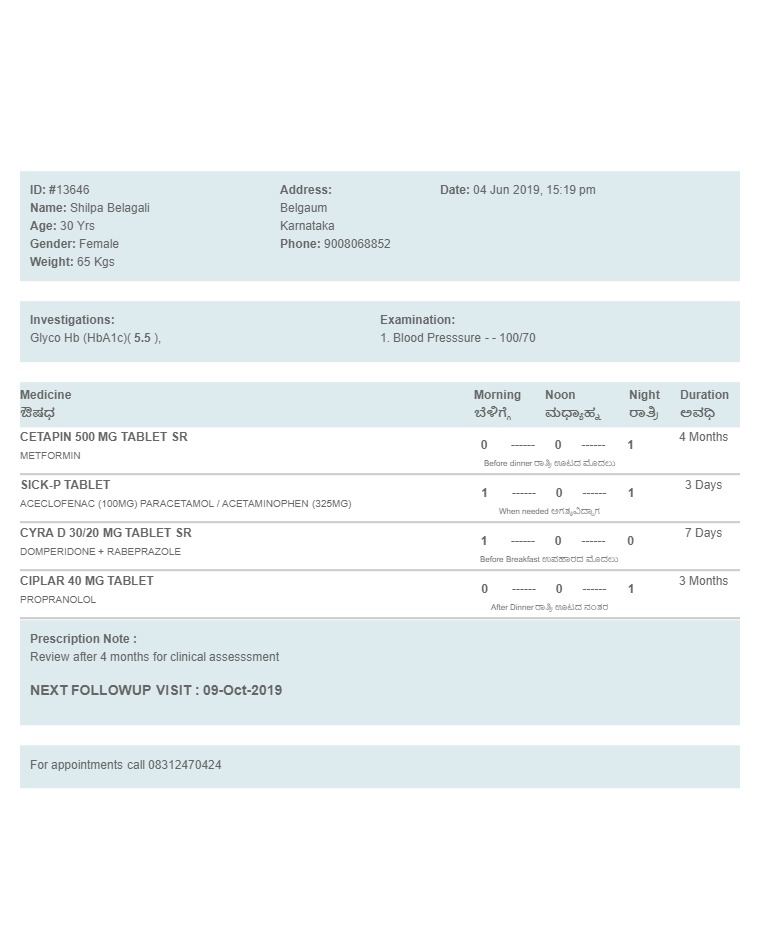 ID: #13646
Name: Shilpa Belagali
Age: 30 Yrs
Gender: Female
Weight: 65 Kgs
Address:
Belgaum
Karnataka
Phone: 9008068852
Date: 04 Jun 2019, 15:19 pm
Investigations:
Glyco Hb (HbA1c)( 5.5 ),
Examination:
1. Blood Presssure - - 100/70
Medicine Morning Noon Night Duration
ಔಷಧ ಬೆಳಿಗ್ಗೆ ಮಧ್ಯಾಹ್ನ ರಾತ್ರಿ ಅವಧಿ
CETAPIN 500 MG TABLET SR 0 ------ 0 ------ 1 4 Months
METFORMIN Before dinner ರಾತ್ರಿ ಊಟದ ಮೊದಲು
SICK-P TABLET 1 ------ 0 ------ 1 3 Days
ACECLOFENAC (100MG) PARACETAMOL / ACETAMINOPHEN (325MG) When needed ಅಗತ್ಯವಿದ್ದಾಗ
CYRA D 30/20 MG TABLET SR 1 ------ 0 ------ 0 7 Days
DOMPERIDONE + RABEPRAZOLE Before Breakfast ಉಪಹಾರದ ಮೊದಲು
CIPLAR 40 MG TABLET 0 ------ 0 ------ 1 3 Months
PROPRANOLOL After Dinner ರಾತ್ರಿ ಊಟದ ನಂತರ
Prescription Note :
Review after 4 months for clinical assesssment
NEXT FOLLOWUP VISIT : 09-Oct-2019
For appointments call 08312470424